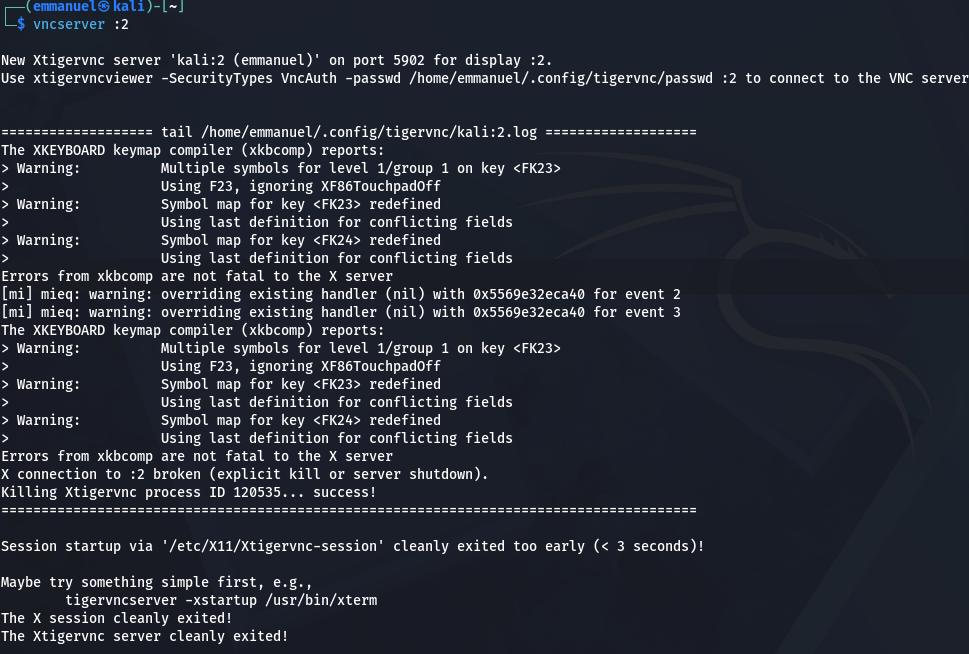 ┌──(emmanuel㉿kali)-[~]
└─$ vncserver :2
New Xtigervnc server 'kali:2 (emmanuel)' on port 5902 for display :2.
Use xtigervncviewer -SecurityTypes VncAuth -passwd /home/emmanuel/.config/tigervnc/passwd :2 to connect to the VNC server
=================== tail /home/emmanuel/.config/tigervnc/kali:2.log ===================
The XKEYBOARD keymap compiler (xkbcomp) reports:
> Warning:          Multiple symbols for level 1/group 1 on key <FK23>
>                   Using F23, ignoring XF86TouchpadOff
> Warning:          Symbol map for key <FK23> redefined
>                   Using last definition for conflicting fields
> Warning:          Symbol map for key <FK24> redefined
>                   Using last definition for conflicting fields
Errors from xkbcomp are not fatal to the X server
[mi] mieq: warning: overriding existing handler (nil) with 0x5569e32eca40 for event 2
[mi] mieq: warning: overriding existing handler (nil) with 0x5569e32eca40 for event 3
The XKEYBOARD keymap compiler (xkbcomp) reports:
> Warning:          Multiple symbols for level 1/group 1 on key <FK23>
>                   Using F23, ignoring XF86TouchpadOff
> Warning:          Symbol map for key <FK23> redefined
>                   Using last definition for conflicting fields
> Warning:          Symbol map for key <FK24> redefined
>                   Using last definition for conflicting fields
Errors from xkbcomp are not fatal to the X server
X connection to :2 broken (explicit kill or server shutdown).
Killing Xtigervnc process ID 120535... success!
=======================================================================================
Session startup via '/etc/X11/Xtigervnc-session' cleanly exited too early (< 3 seconds)!
Maybe try something simple first, e.g.,
        tigervncserver -xstartup /usr/bin/xterm
The X session cleanly exited!
The Xtigervnc server cleanly exited!